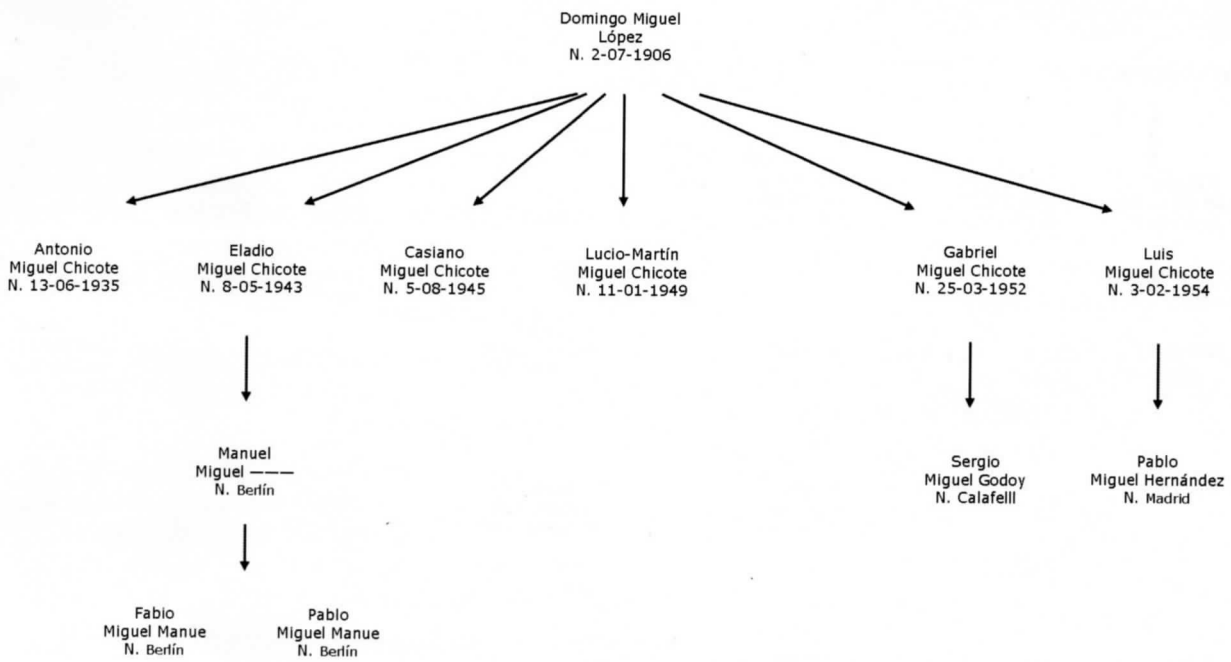 Domingo Miguel
López
N. 2-07-1906
Antonio
Miguel Chicote
N. 13-06-1935
Eladio
Miguel Chicote
N. 8-05-1943
Casiano
Miguel Chicote
N. 5-08-1945
Lucio-Martín
Miguel Chicote
N. 11-01-1949
Gabriel
Miguel Chicote
N. 25-03-1952
Luis
Miguel Chicote
N. 3-02-1954
Manuel
Miguel ———
N. Berlín
Sergio
Miguel Godoy
N. Calafelll
Pablo
Miguel Hernández
N. Madrid
Fabio
Miguel Manue
N. Berlín
Pablo
Miguel Manue
N. Berlín